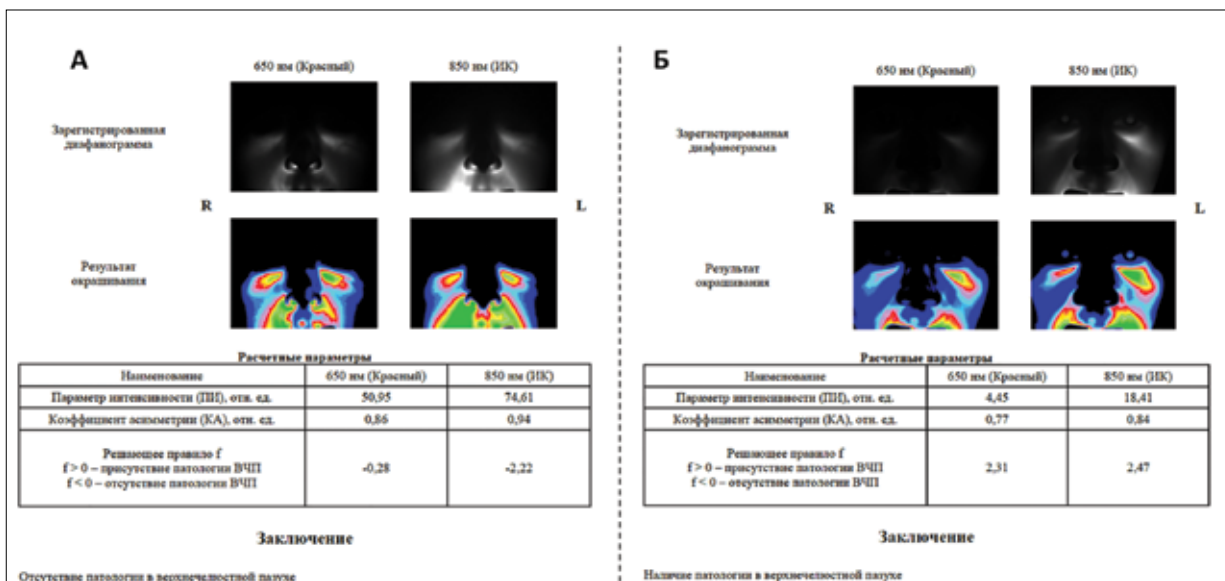 А
650 нм (Красный) 850 нм (ИК)
Зарегистрированная
диафанограмма
R L
Результат
окрашивания
Расчетные параметры
Наименование 650 нм (Красный) 850 нм (ИК)
Параметр интенсивности (ПИ), отн. ед. 50,95 74,61
Коэффициент асимметрии (КА), отн. ед. 0,86 0,94
Решающее правило f
f > 0 – присутствие патологии ВЧП -0,28 -2,22
f < 0 – отсутствие патологии ВЧП
Заключение
Отсутствие патологии в верхнечелюстной пазухе
Б
650 нм (Красный) 850 нм (ИК)
Зарегистрированная
диафанограмма
R L
Результат
окрашивания
Расчетные параметры
Наименование 650 нм (Красный) 850 нм (ИК)
Параметр интенсивности (ПИ), отн. ед. 4,45 18,41
Коэффициент асимметрии (КА), отн. ед. 0,77 0,84
Решающее правило f
f > 0 – присутствие патологии ВЧП 2,31 2,47
f < 0 – отсутствие патологии ВЧП
Заключение
Наличие патологии в верхнечелюстной пазухе